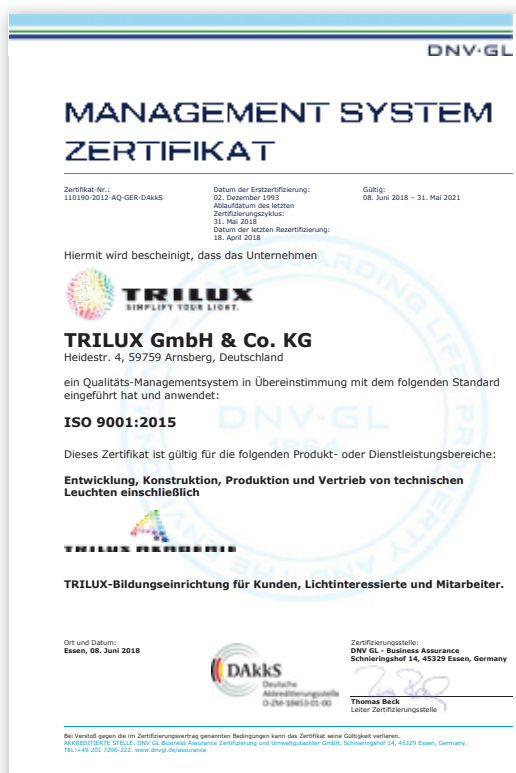 DNV·GL
MANAGEMENT SYSTEM
ZERTIFIKAT
Zertifikat-Nr.:
110190-2012-AQ-GER-DAkkS
Datum der Erstzertifizierung:
02. Dezember 1993
Ablaufdatum des letzten
Zertifizierungszyklus:
31. Mai 2018
Datum der letzten Rezertifizierung:
18. April 2018
Gültig:
08. Juni 2018 – 31. Mai 2021
Hiermit wird bescheinigt, dass das Unternehmen
TRILUX
SIMPLIFY YOUR LIGHT.
TRILUX GmbH & Co. KG
Heidestr. 4, 59759 Arnsberg, Deutschland
ein Qualitäts-Managementsystem in Übereinstimmung mit dem folgenden Standard
eingeführt hat und anwendet:
ISO 9001:2015
DNV·GL
Dieses Zertifikat ist gültig für die folgenden Produkt- oder Dienstleistungsbereiche:
Entwicklung, Konstruktion, Produktion und Vertrieb von technischen
Leuchten einschließlich
TRILUX AKADEMIE
TRILUX-Bildungseinrichtung für Kunden, Lichtinteressierte und Mitarbeiter.
Ort und Datum:
Essen, 08. Juni 2018
DAkkS
Deutsche
Akkreditierungsstelle
D-ZM-18453-01-00
Zertifizierungsstelle:
DNV GL - Business Assurance
Schnieringshof 14, 45329 Essen, Germany
Thomas Beck
Leiter Zertifizierungsstelle
Bei Verstoß gegen die im Zertifizierungsvertrag genannten Bedingungen kann das Zertifikat seine Gültigkeit verlieren.
AKKREDITIERTE STELLE: DNV GL Business Assurance Zertifizierung und Umweltgutachter GmbH, Schnieringshof 14, 45329 Essen, Germany.
TEL:+49 201 7296-222. www.dnvgl.de/assurance